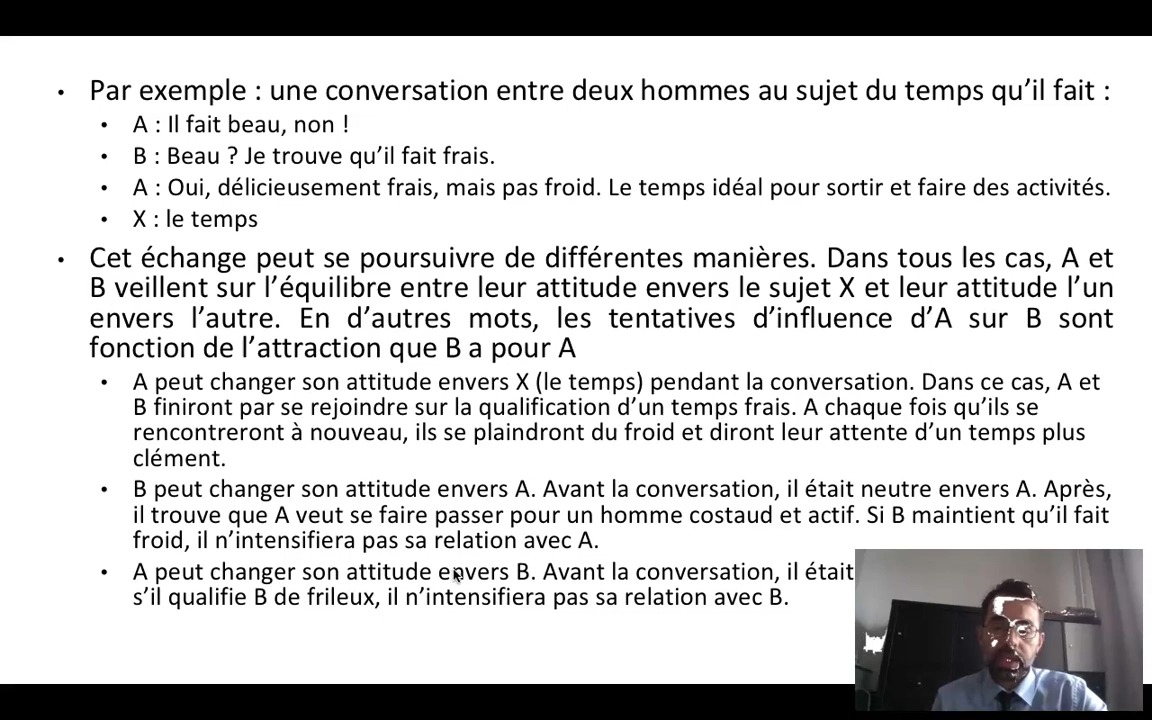 • Par exemple : une conversation entre deux hommes au sujet du temps qu’il fait :
• A : Il fait beau, non !
• B : Beau ? Je trouve qu’il fait frais.
• A : Oui, délicieusement frais, mais pas froid. Le temps idéal pour sortir et faire des activités.
• X : le temps
• Cet échange peut se poursuivre de différentes manières. Dans tous les cas, A et
B veillent sur l’équilibre entre leur attitude envers le sujet X et leur attitude l’un
envers l’autre. En d’autres mots, les tentatives d’influence d’A sur B sont
fonction de l’attraction que B a pour A
• A peut changer son attitude envers X (le temps) pendant la conversation. Dans ce cas, A et
B finiront par se rejoindre sur la qualification d’un temps frais. A chaque fois qu’ils se
rencontreront à nouveau, ils se plaindront du froid et diront leur attente d’un temps plus
clément.
• B peut changer son attitude envers A. Avant la conversation, il était neutre envers A. Après,
il trouve que A veut se faire passer pour un homme costaud et actif. Si B maintient qu’il fait
froid, il n’intensifiera pas sa relation avec A.
• A peut changer son attitude envers B. Avant la conversation, il était
s’il qualifie B de frileux, il n’intensifiera pas sa relation avec B.